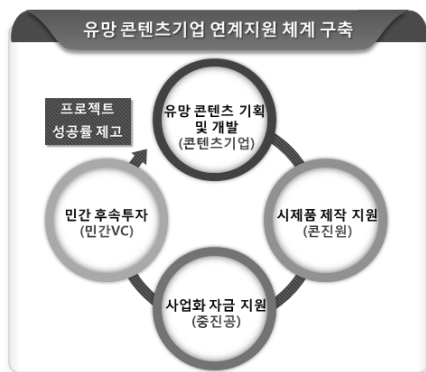 유망 콘텐츠기업 연계지원 체계 구축
프로젝트
성공률 제고
유망 콘텐츠 기획
및 개발
(콘텐츠기업)
시제품 제작 지원
(콘진원)
사업화 자금 지원
(중진공)
민간 후속투자
(민간VC)